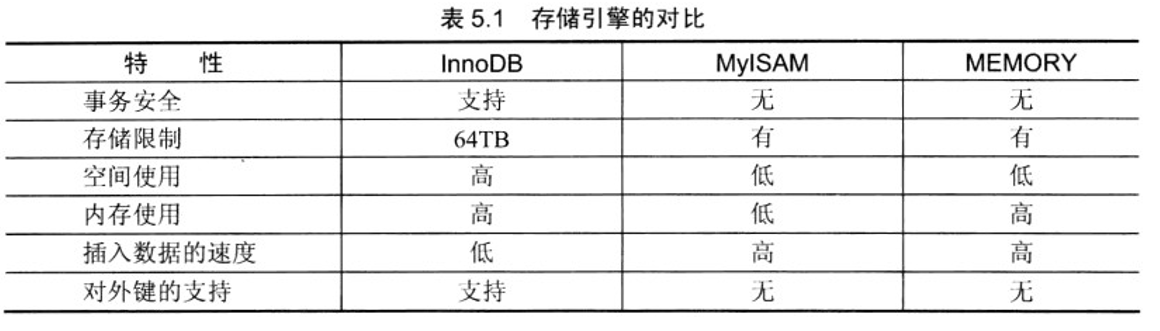 表 5.1 存储引擎的对比
特 性 InnoDB MyISAM MEMORY
事务安全 支持 无 无
存储限制 64TB 有 有
空间使用 高 低 低
内存使用 高 低 高
插入数据的速度 低 高 高
对外键的支持 支持 无 无